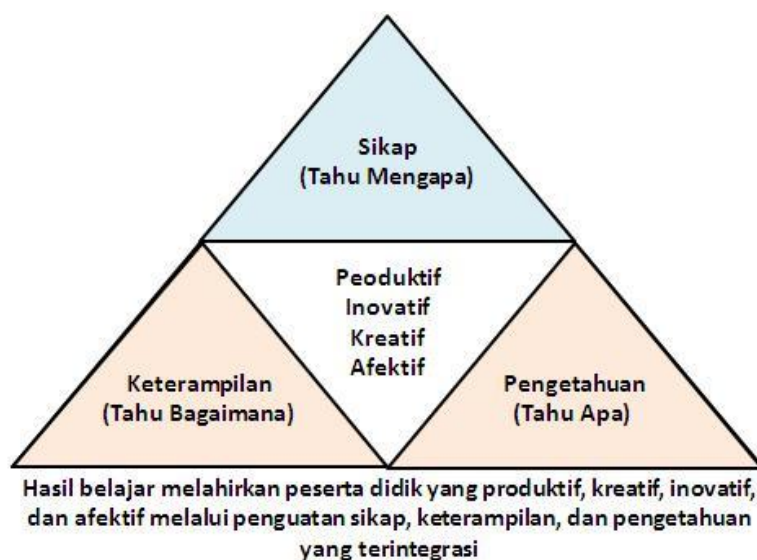 Sikap
(Tahu Mengapa)
Peoduktif
Inovatif
Kreatif
Afektif
Keterampilan
(Tahu Bagaimana)
Pengetahuan
(Tahu Apa)
Hasil belajar melahirkan peserta didik yang produktif, kreatif, inovatif,
dan afektif melalui penguatan sikap, keterampilan, dan pengetahuan
yang terintegrasi